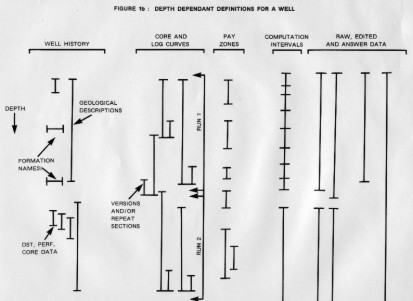 FIGURE 1b : DEPTH DEPENDANT DEFINITIONS FOR A WELL
WELL HISTORY
CORE AND
LOG CURVES
PAY
ZONES
COMPUTATION
INTERVALS
RAW, EDITED
AND ANSWER DATA
DEPTH
GEOLOGICAL
DESCRIPTIONS
RUN 1
FORMATION
NAMES
VERSIONS
AND/OR
REPEAT
SECTIONS
DST, PERF,
CORE DATA
RUN 2